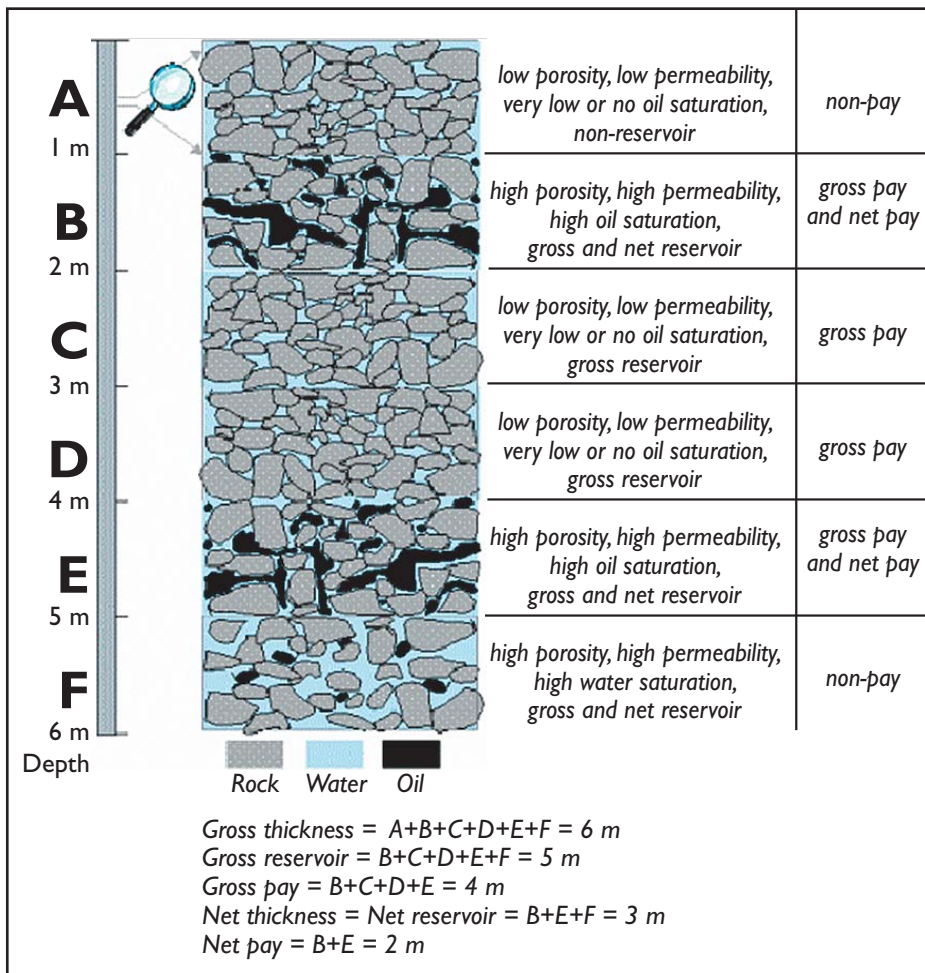 A
1 m
low porosity, low permeability,
very low or no oil saturation,
non-reservoir
non-pay
B
2 m
high porosity, high permeability,
high oil saturation,
gross and net reservoir
gross pay
and net pay
C
3 m
low porosity, low permeability,
very low or no oil saturation,
gross reservoir
gross pay
D
4 m
low porosity, low permeability,
very low or no oil saturation,
gross reservoir
gross pay
E
5 m
high porosity, high permeability,
high oil saturation,
gross and net reservoir
gross pay
and net pay
F
6 m
high porosity, high permeability,
high water saturation,
gross and net reservoir
non-pay
Depth
Rock Water Oil
Gross thickness = A+B+C+D+E+F = 6 m
Gross reservoir = B+C+D+E+F = 5 m
Gross pay = B+C+D+E = 4 m
Net thickness = Net reservoir = B+E+F = 3 m
Net pay = B+E = 2 m